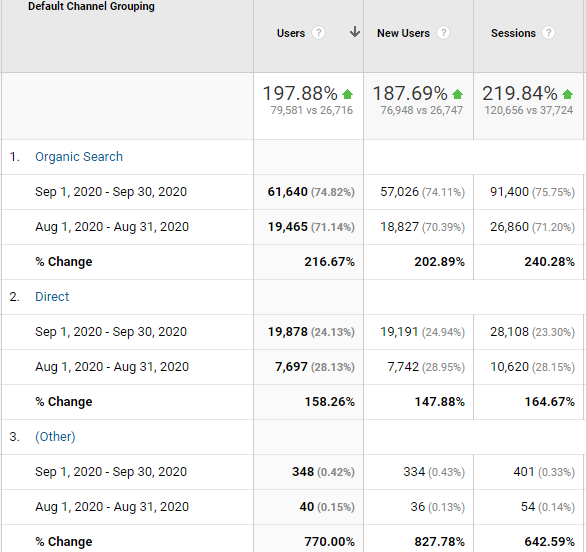 Default Channel Grouping
Users ? New Users ? Sessions ?
197.88% 187.69% 219.84%
79,581 vs 26,716 76,948 vs 26,747 120,656 vs 37,724
1. Organic Search
Sep 1, 2020 - Sep 30, 2020 61,640 (74.82%) 57,026 (74.11%) 91,400 (75.75%)
Aug 1, 2020 - Aug 31, 2020 19,465 (71.14%) 18,827 (70.39%) 26,860 (71.20%)
% Change 216.67% 202.89% 240.28%
2. Direct
Sep 1, 2020 - Sep 30, 2020 19,878 (24.13%) 19,191 (24.94%) 28,108 (23.30%)
Aug 1, 2020 - Aug 31, 2020 7,697 (28.13%) 7,742 (28.95%) 10,620 (28.15%)
% Change 158.26% 147.88% 164.67%
3. (Other)
Sep 1, 2020 - Sep 30, 2020 348 (0.42%) 334 (0.43%) 401 (0.33%)
Aug 1, 2020 - Aug 31, 2020 40 (0.15%) 36 (0.13%) 54 (0.14%)
% Change 770.00% 827.78% 642.59%